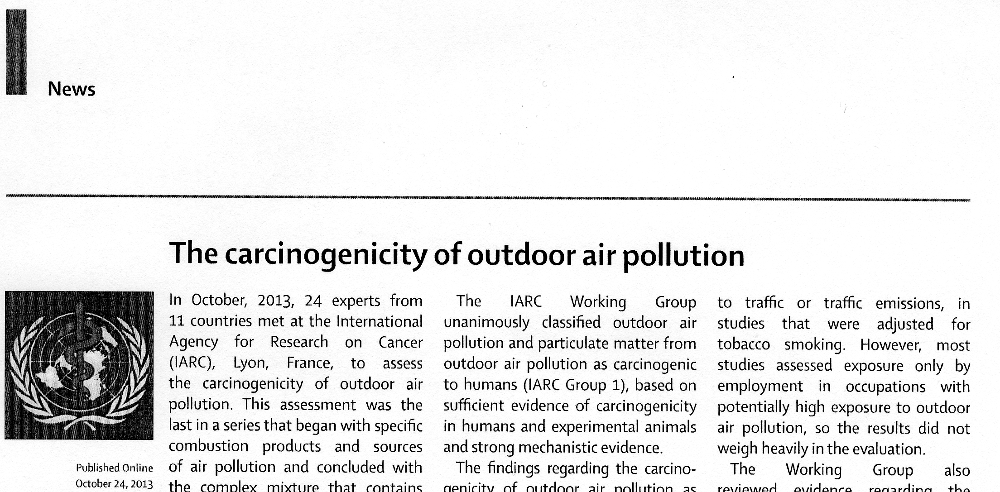 News
The carcinogenicity of outdoor air pollution
Published Online
October 24, 2013
In October, 2013, 24 experts from
11 countries met at the International
Agency for Research on Cancer
(IARC), Lyon, France, to assess
the carcinogenicity of outdoor air
pollution. This assessment was the
last in a series that began with specific
combustion products and sources
of air pollution and concluded with
the complex mixture that contains
The IARC Working Group
unanimously classified outdoor air
pollution and particulate matter from
outdoor air pollution as carcinogenic
to humans (IARC Group 1), based on
sufficient evidence of carcinogenicity
in humans and experimental animals
and strong mechanistic evidence.
The findings regarding the carcino-
genicity of outdoor air pollution as
to traffic or traffic emissions, in
studies that were adjusted for
tobacco smoking. However, most
studies assessed exposure only by
employment in occupations with
potentially high exposure to outdoor
air pollution, so the results did not
weigh heavily in the evaluation.
The Working Group also
reviewed evidence regarding the